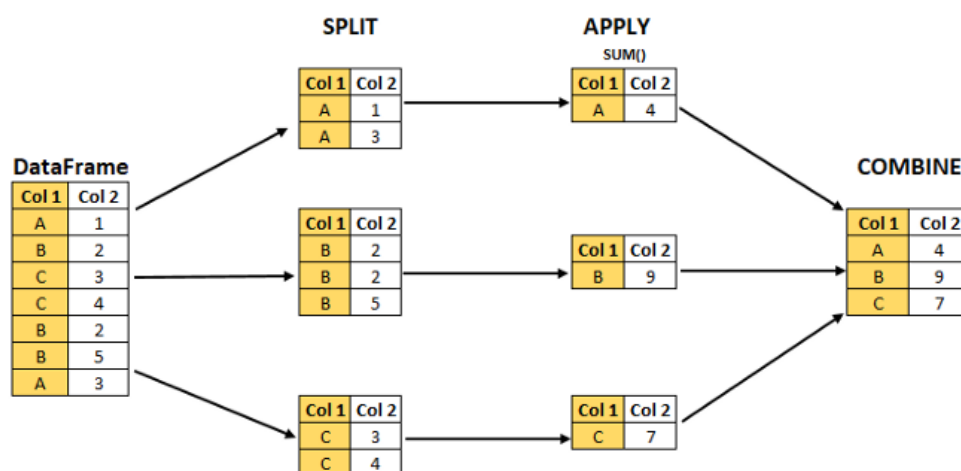 SPLIT
APPLY
SUM()
Col 1 Col 2
A 1
A 3
Col 1 Col 2
A 4
DataFrame
Col 1 Col 2
A 1
B 2
C 3
C 4
B 2
B 5
A 3
Col 1 Col 2
B 2
B 2
B 5
Col 1 Col 2
B 9
Col 1 Col 2
C 3
C 4
Col 1 Col 2
C 7
COMBINE
Col 1 Col 2
A 4
B 9
C 7